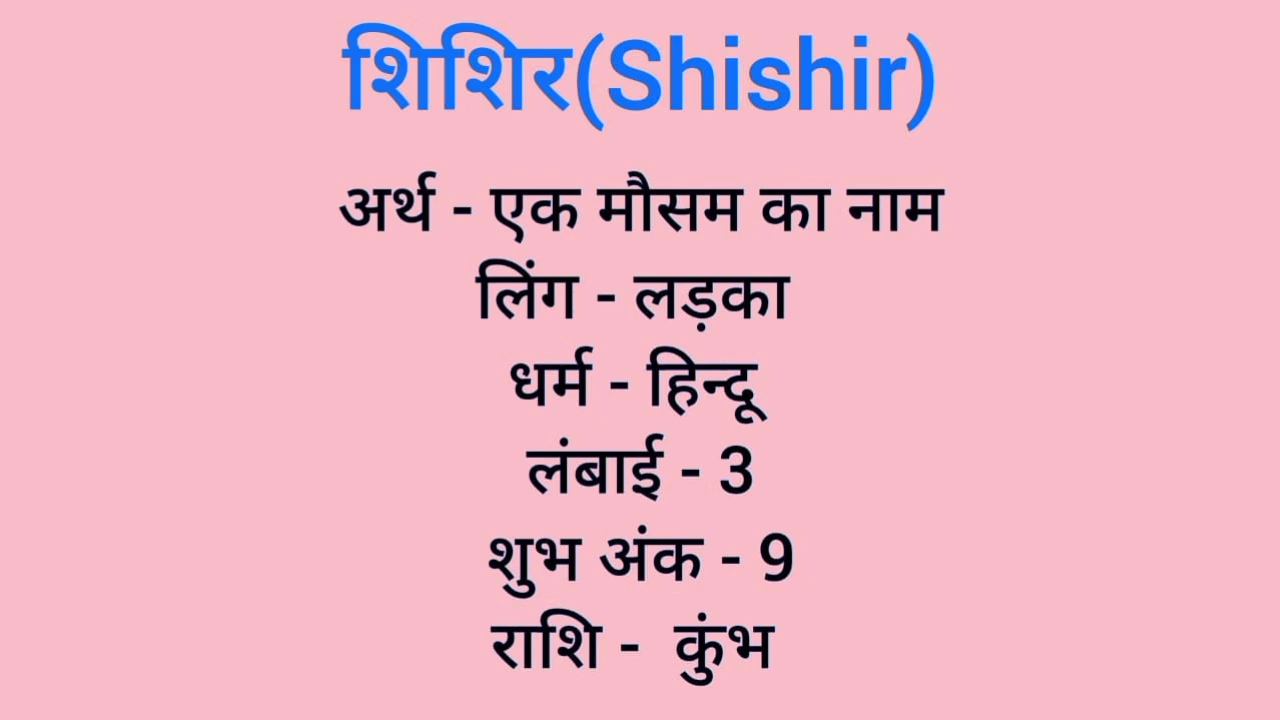 शिशिर(Shishir)
अर्थ - एक मौसम का नाम
लिंग - लड़का
धर्म - हिन्दू
लंबाई - 3
शुभ अंक - 9
राशि - कुंभ